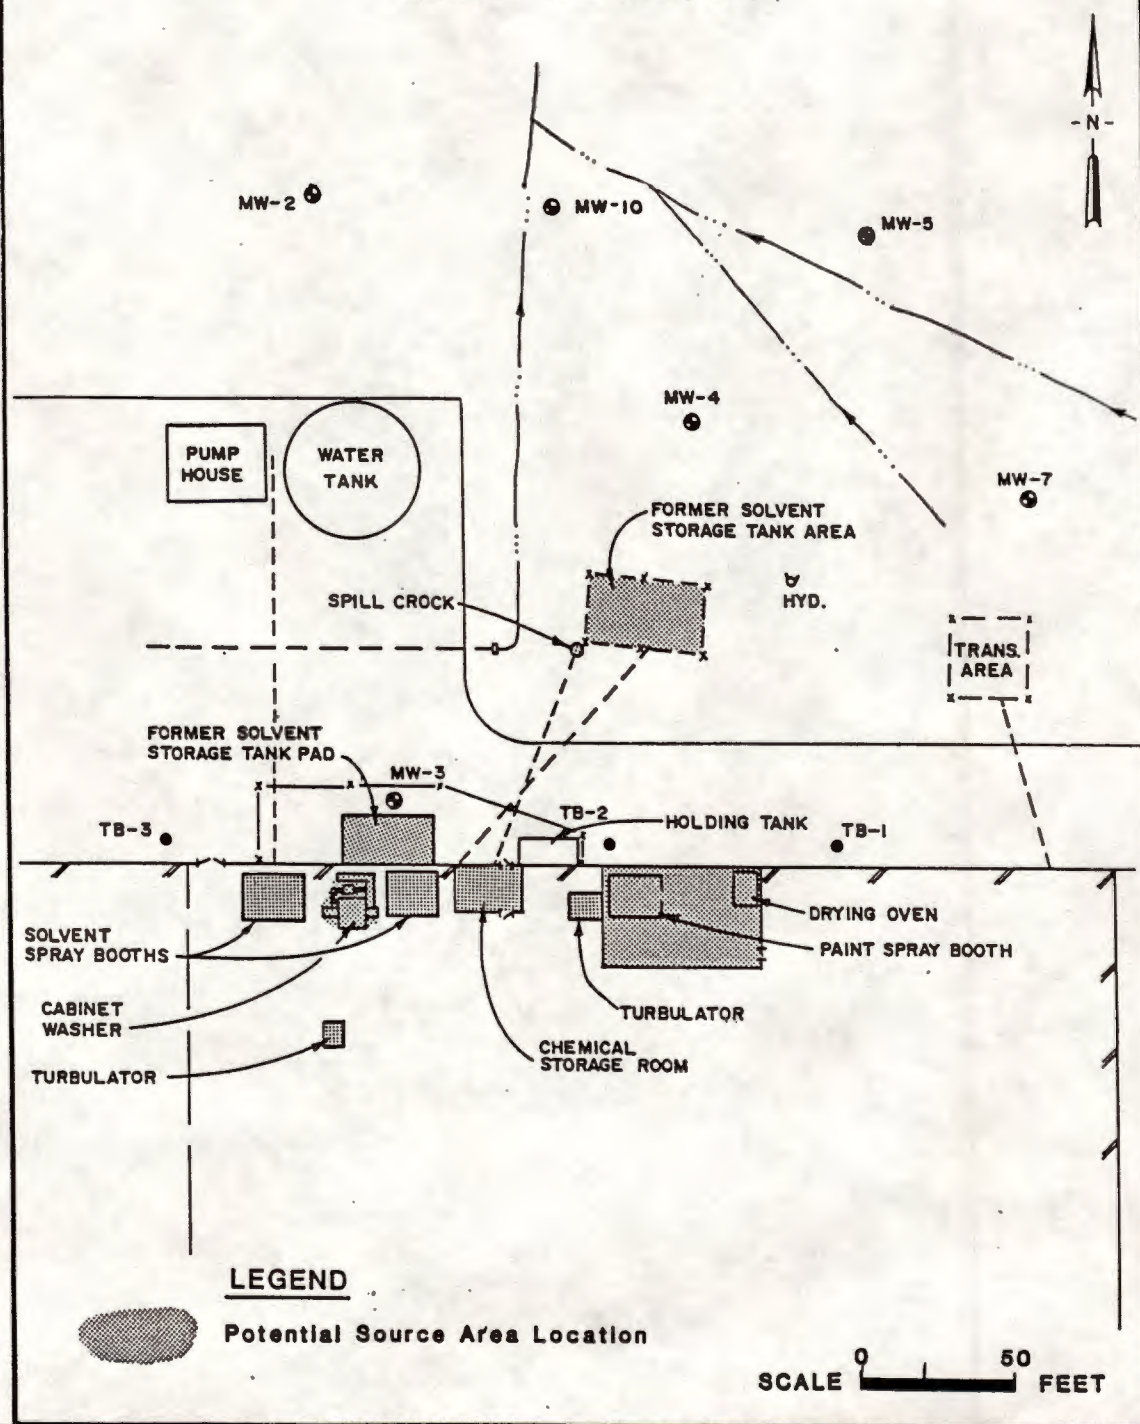 - N -
MW-2
MW-10
MW-5
MW-4
PUMP
HOUSE
WATER
TANK
MW-7
FORMER SOLVENT
STORAGE TANK AREA
SPILL CROCK
HYD.
TRANS.
AREA
FORMER SOLVENT
STORAGE TANK PAD
MW-3
TB-3
TB-2
HOLDING TANK
TB-1
DRYING OVEN
SOLVENT
SPRAY BOOTHS
PAINT SPRAY BOOTH
CABINET
WASHER
TURBULATOR
CHEMICAL
STORAGE ROOM
TURBULATOR
LEGEND
Potential Source Area Location
0 50
SCALE FEET